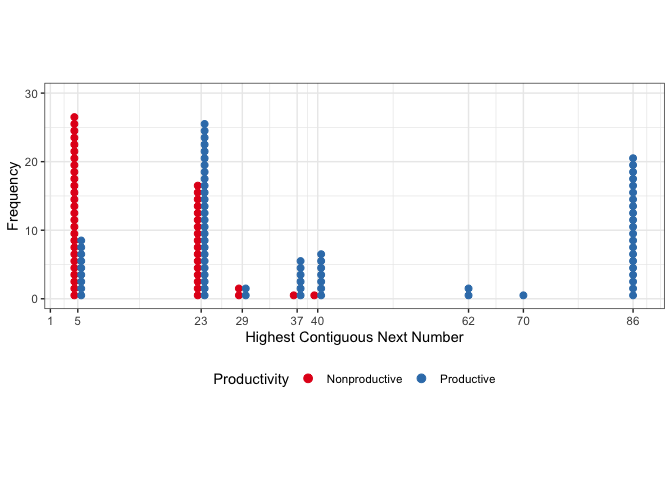 30
20
10
0
Frequency
1 5 23 29 37 40 62 70 86
Highest Contiguous Next Number
Productivity Nonproductive Productive